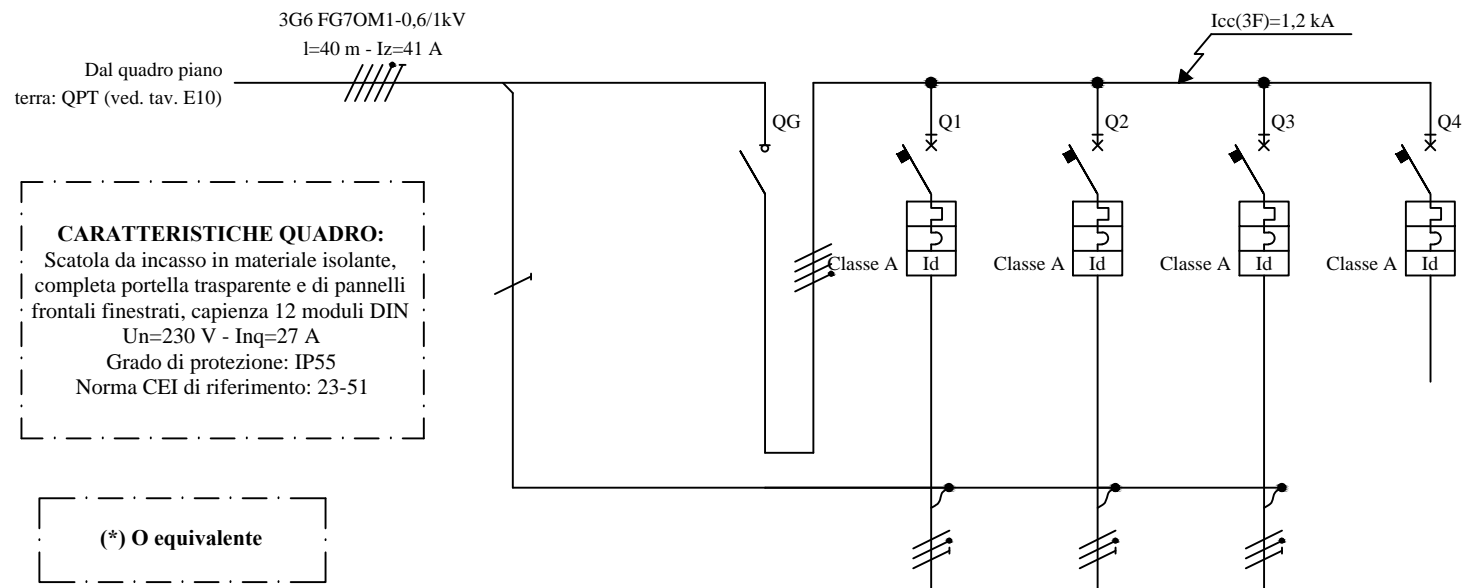 3G6 FG7OM1-0,6/1kV
l=40 m - Iz=41 A
Dal quadro piano
terra: QPT (ved. tav. E10)
Icc(3F)=1,2 kA
QG
Q1
Q2
Q3
Q4
CARATTERISTICHE QUADRO:
Scatola da incasso in materiale isolante,
completa portella trasparente e di pannelli
frontali finestrati, capienza 12 moduli DIN
Un=230 V - Inq=27 A
Grado di protezione: IP55
Norma CEI di riferimento: 23-51
Classe A
Id
Classe A
Id
Classe A
Id
Classe A
Id
(*) O equivalente